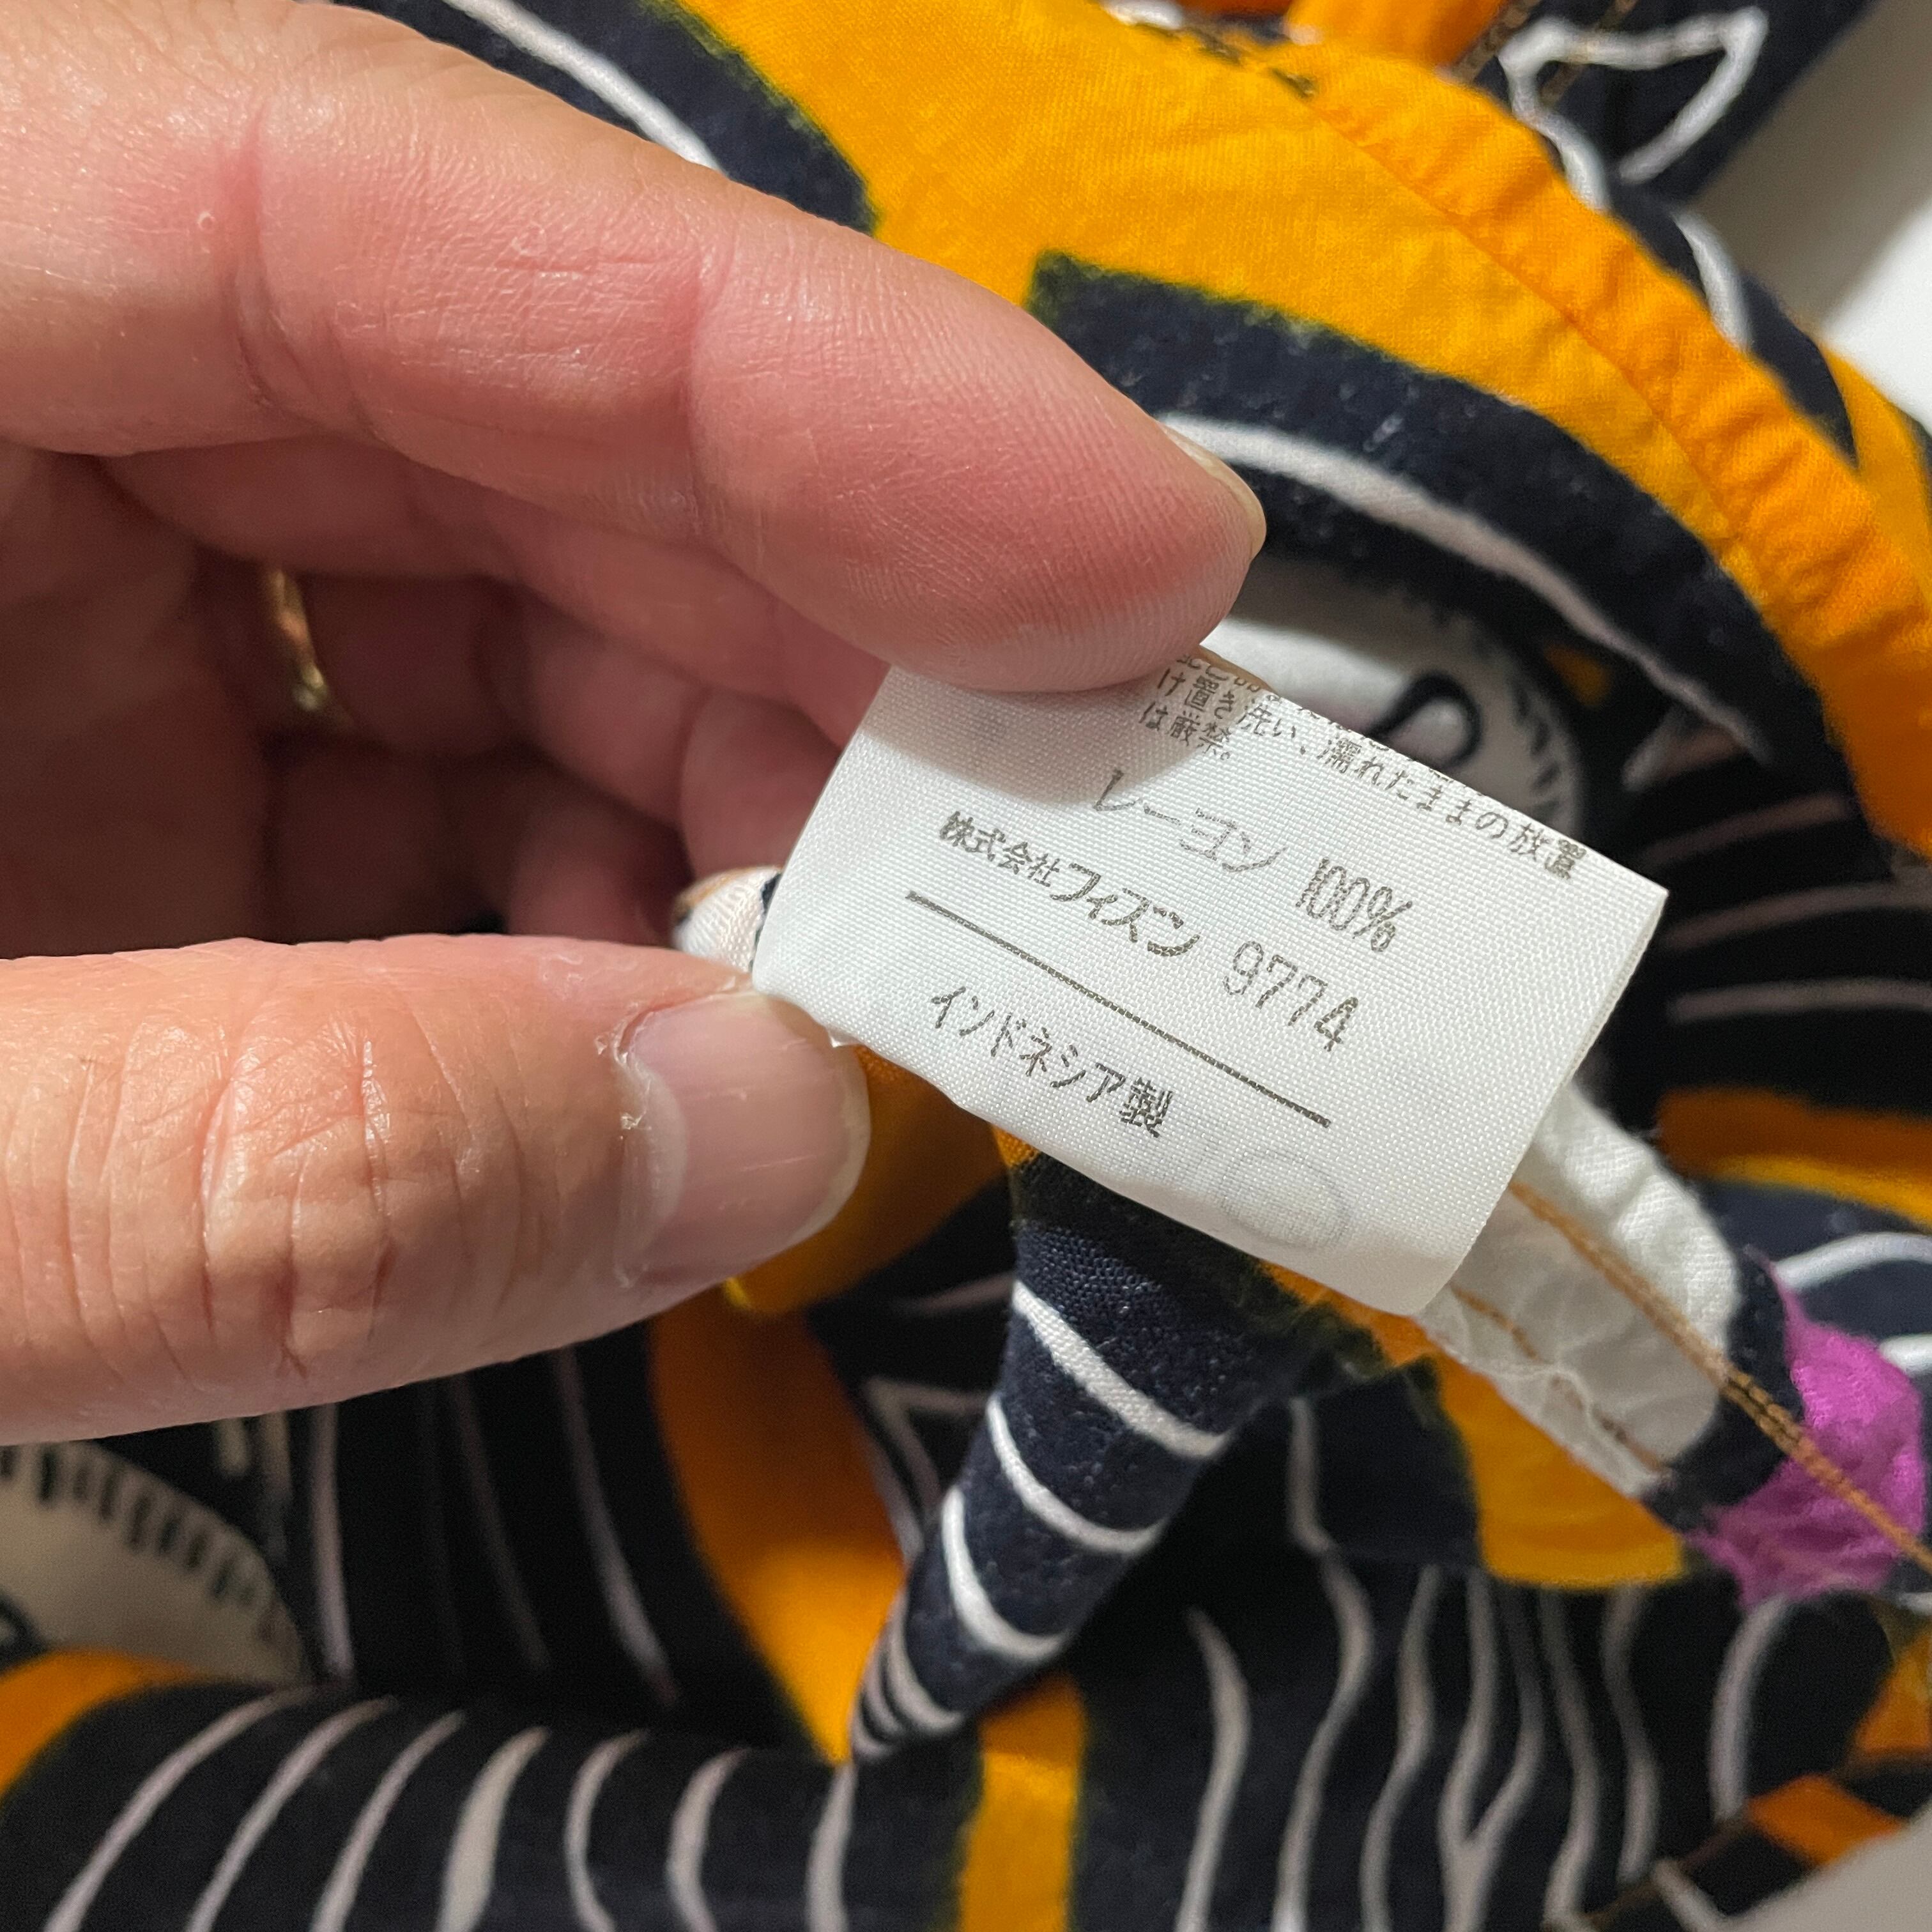 け置き洗い、濡れたままの放置
は厳禁。
レーヨン 100%
株式会社フィズン 9774
インドネシア製